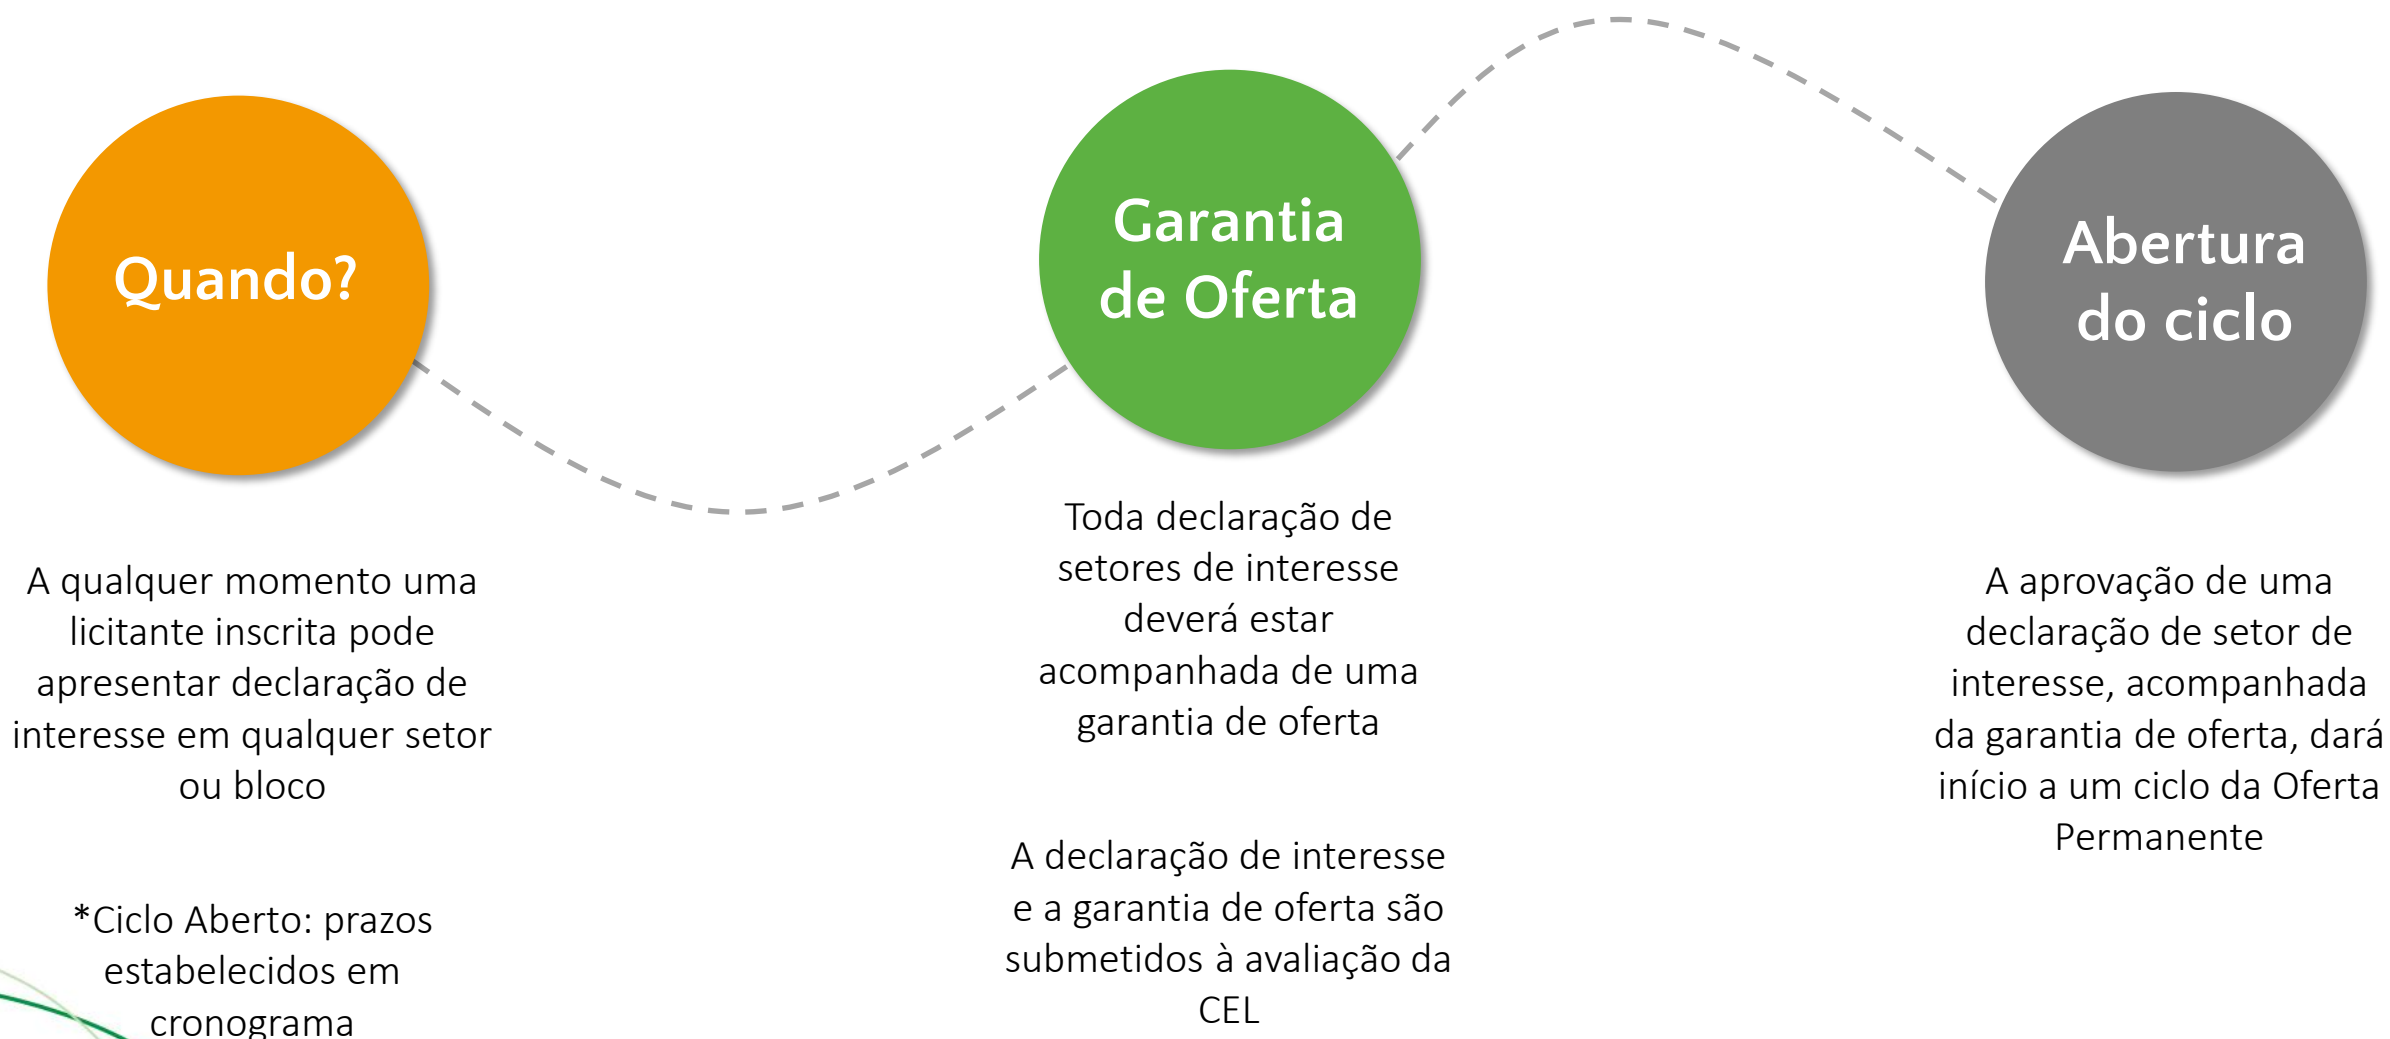 Quando?
A qualquer momento uma
licitante inscrita pode
apresentar declaração de
interesse em qualquer setor
ou bloco
*Ciclo Aberto: prazos
estabelecidos em
cronograma
Garantia
de Oferta
Toda declaração de
setores de interesse
deverá estar
acompanhada de uma
garantia de oferta
A declaração de interesse
e a garantia de oferta são
submetidos à avaliação da
CEL
Abertura
do ciclo
A aprovação de uma
declaração de setor de
interesse, acompanhada
da garantia de oferta, dará
início a um ciclo da Oferta
Permanente